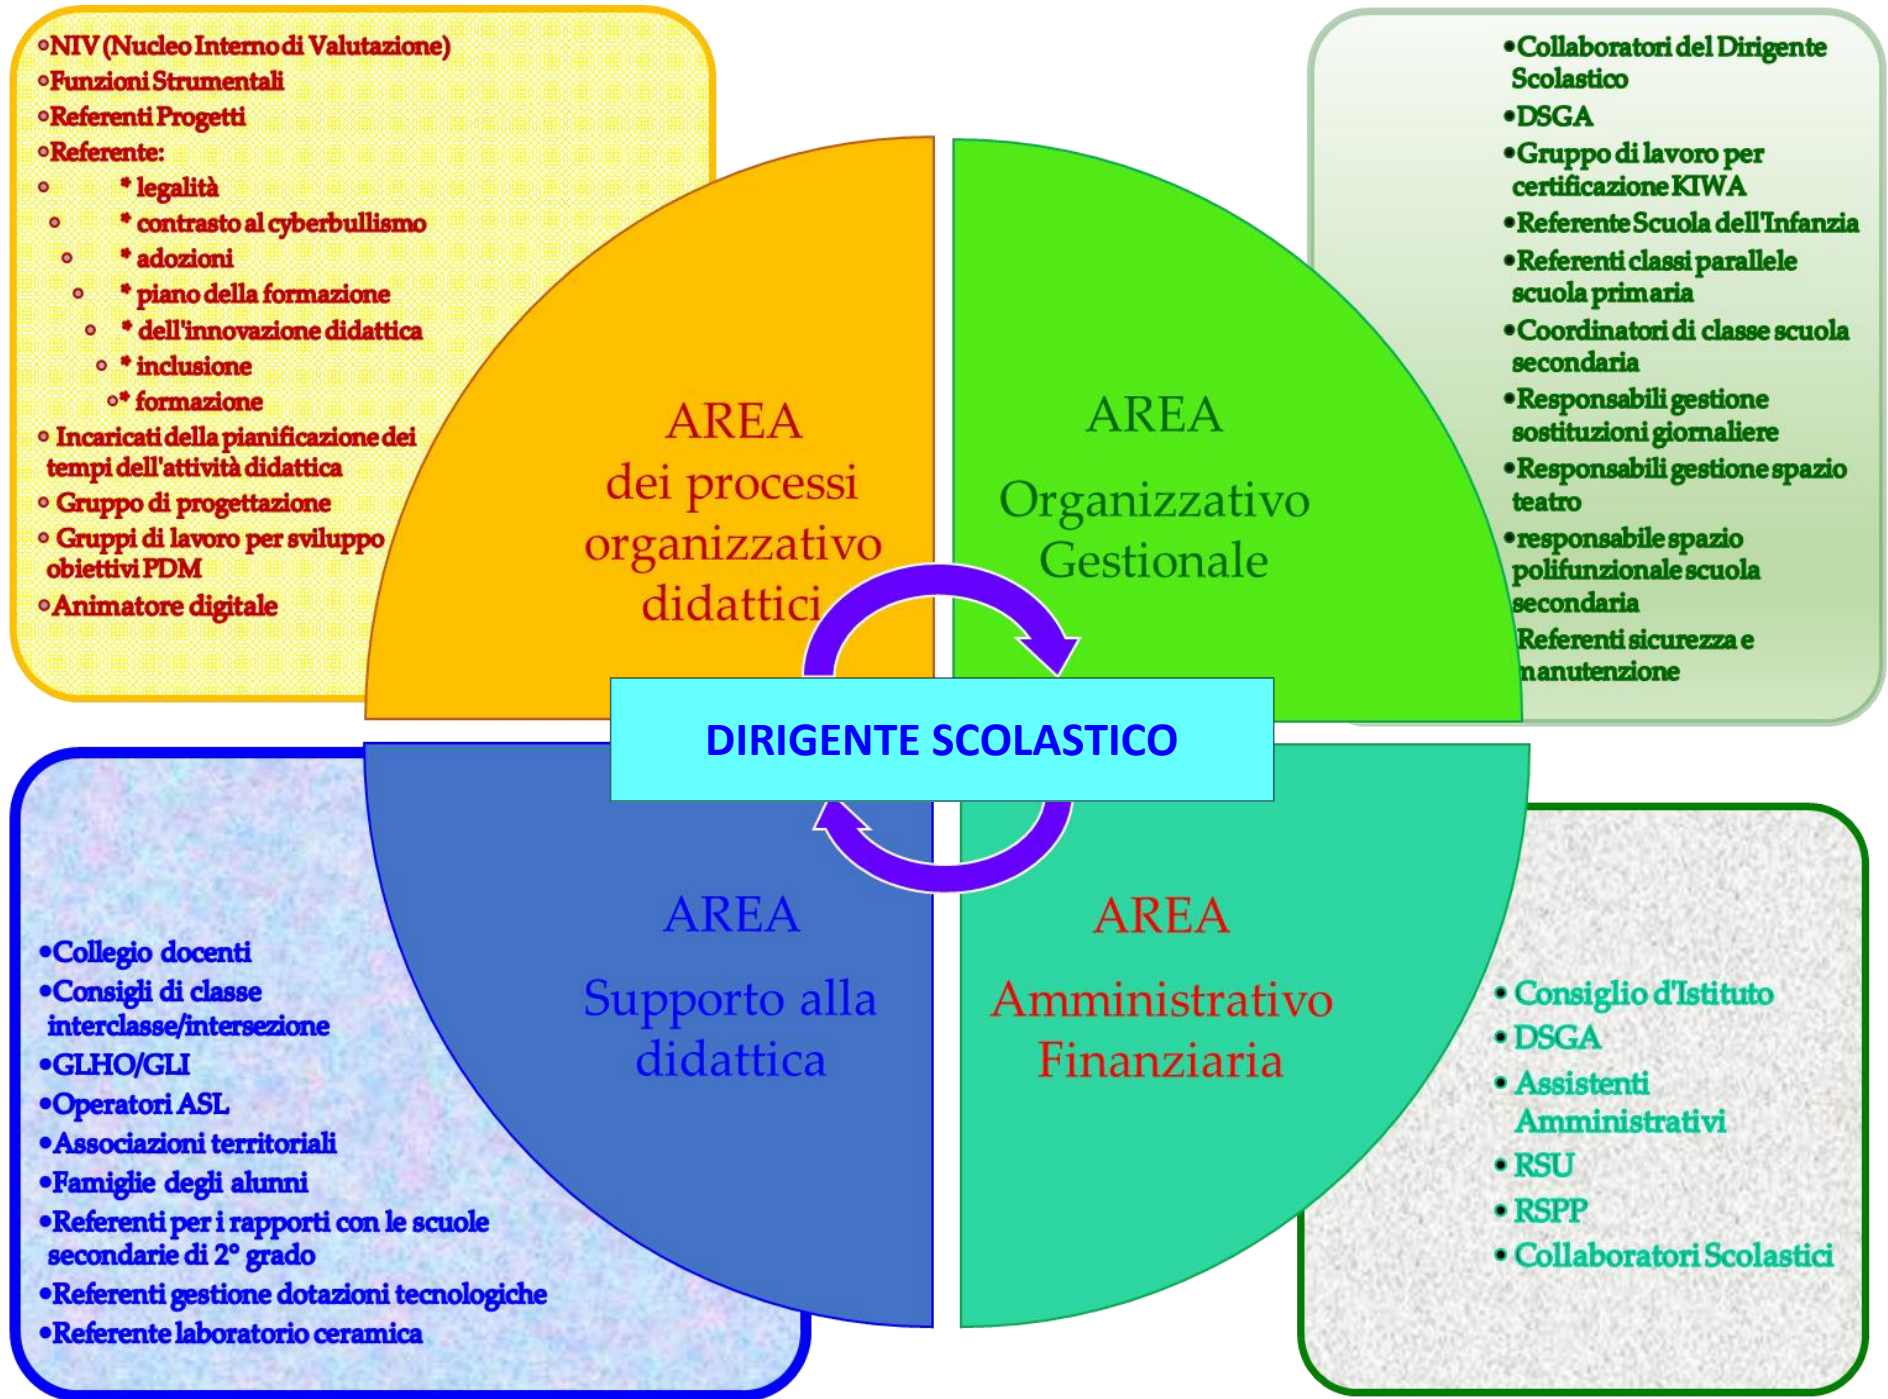 •NIV (Nucleo Interno di Valutazione)
•Funzioni Strumentali
•Referenti Progetti
•Referente:
* legalità
* contrasto al cyberbullismo
* adozioni
* piano della formazione
* dell'innovazione didattica
* inclusione
* formazione
• Incaricati della pianificazione dei
tempi dell'attività didattica
• Gruppo di progettazione
• Gruppi di lavoro per sviluppo
obiettivi PDM
•Animatore digitale
AREA
dei processi
organizzativo
didattici
AREA
Organizzativo
Gestionale
•Collaboratori del Dirigente
Scolastico
•DSGA
•Gruppo di lavoro per
certificazione KIWA
•Referente Scuola dell'Infanzia
•Referenti classi parallele
scuola primaria
•Coordinatori di classe scuola
secondaria
•Responsabili gestione
sostituzioni giornaliere
•Responsabili gestione spazio
teatro
•responsabile spazio
polifunzionale scuola
secondaria
Referenti sicurezza e
manutenzione
DIRIGENTE SCOLASTICO
•Collegio docenti
•Consigli di classe
interclasse/intersezione
•GLHO/GLI
•Operatori ASL
•Associazioni territoriali
•Famiglie degli alunni
•Referenti per i rapporti con le scuole
secondarie di 2° grado
•Referenti gestione dotazioni tecnologiche
•Referente laboratorio ceramica
AREA
Supporto alla
didattica
AREA
Amministrativo
Finanziaria
• Consiglio d'Istituto
• DSGA
• Assistenti
Amministrativi
• RSU
• RSPP
• Collaboratori Scolastici